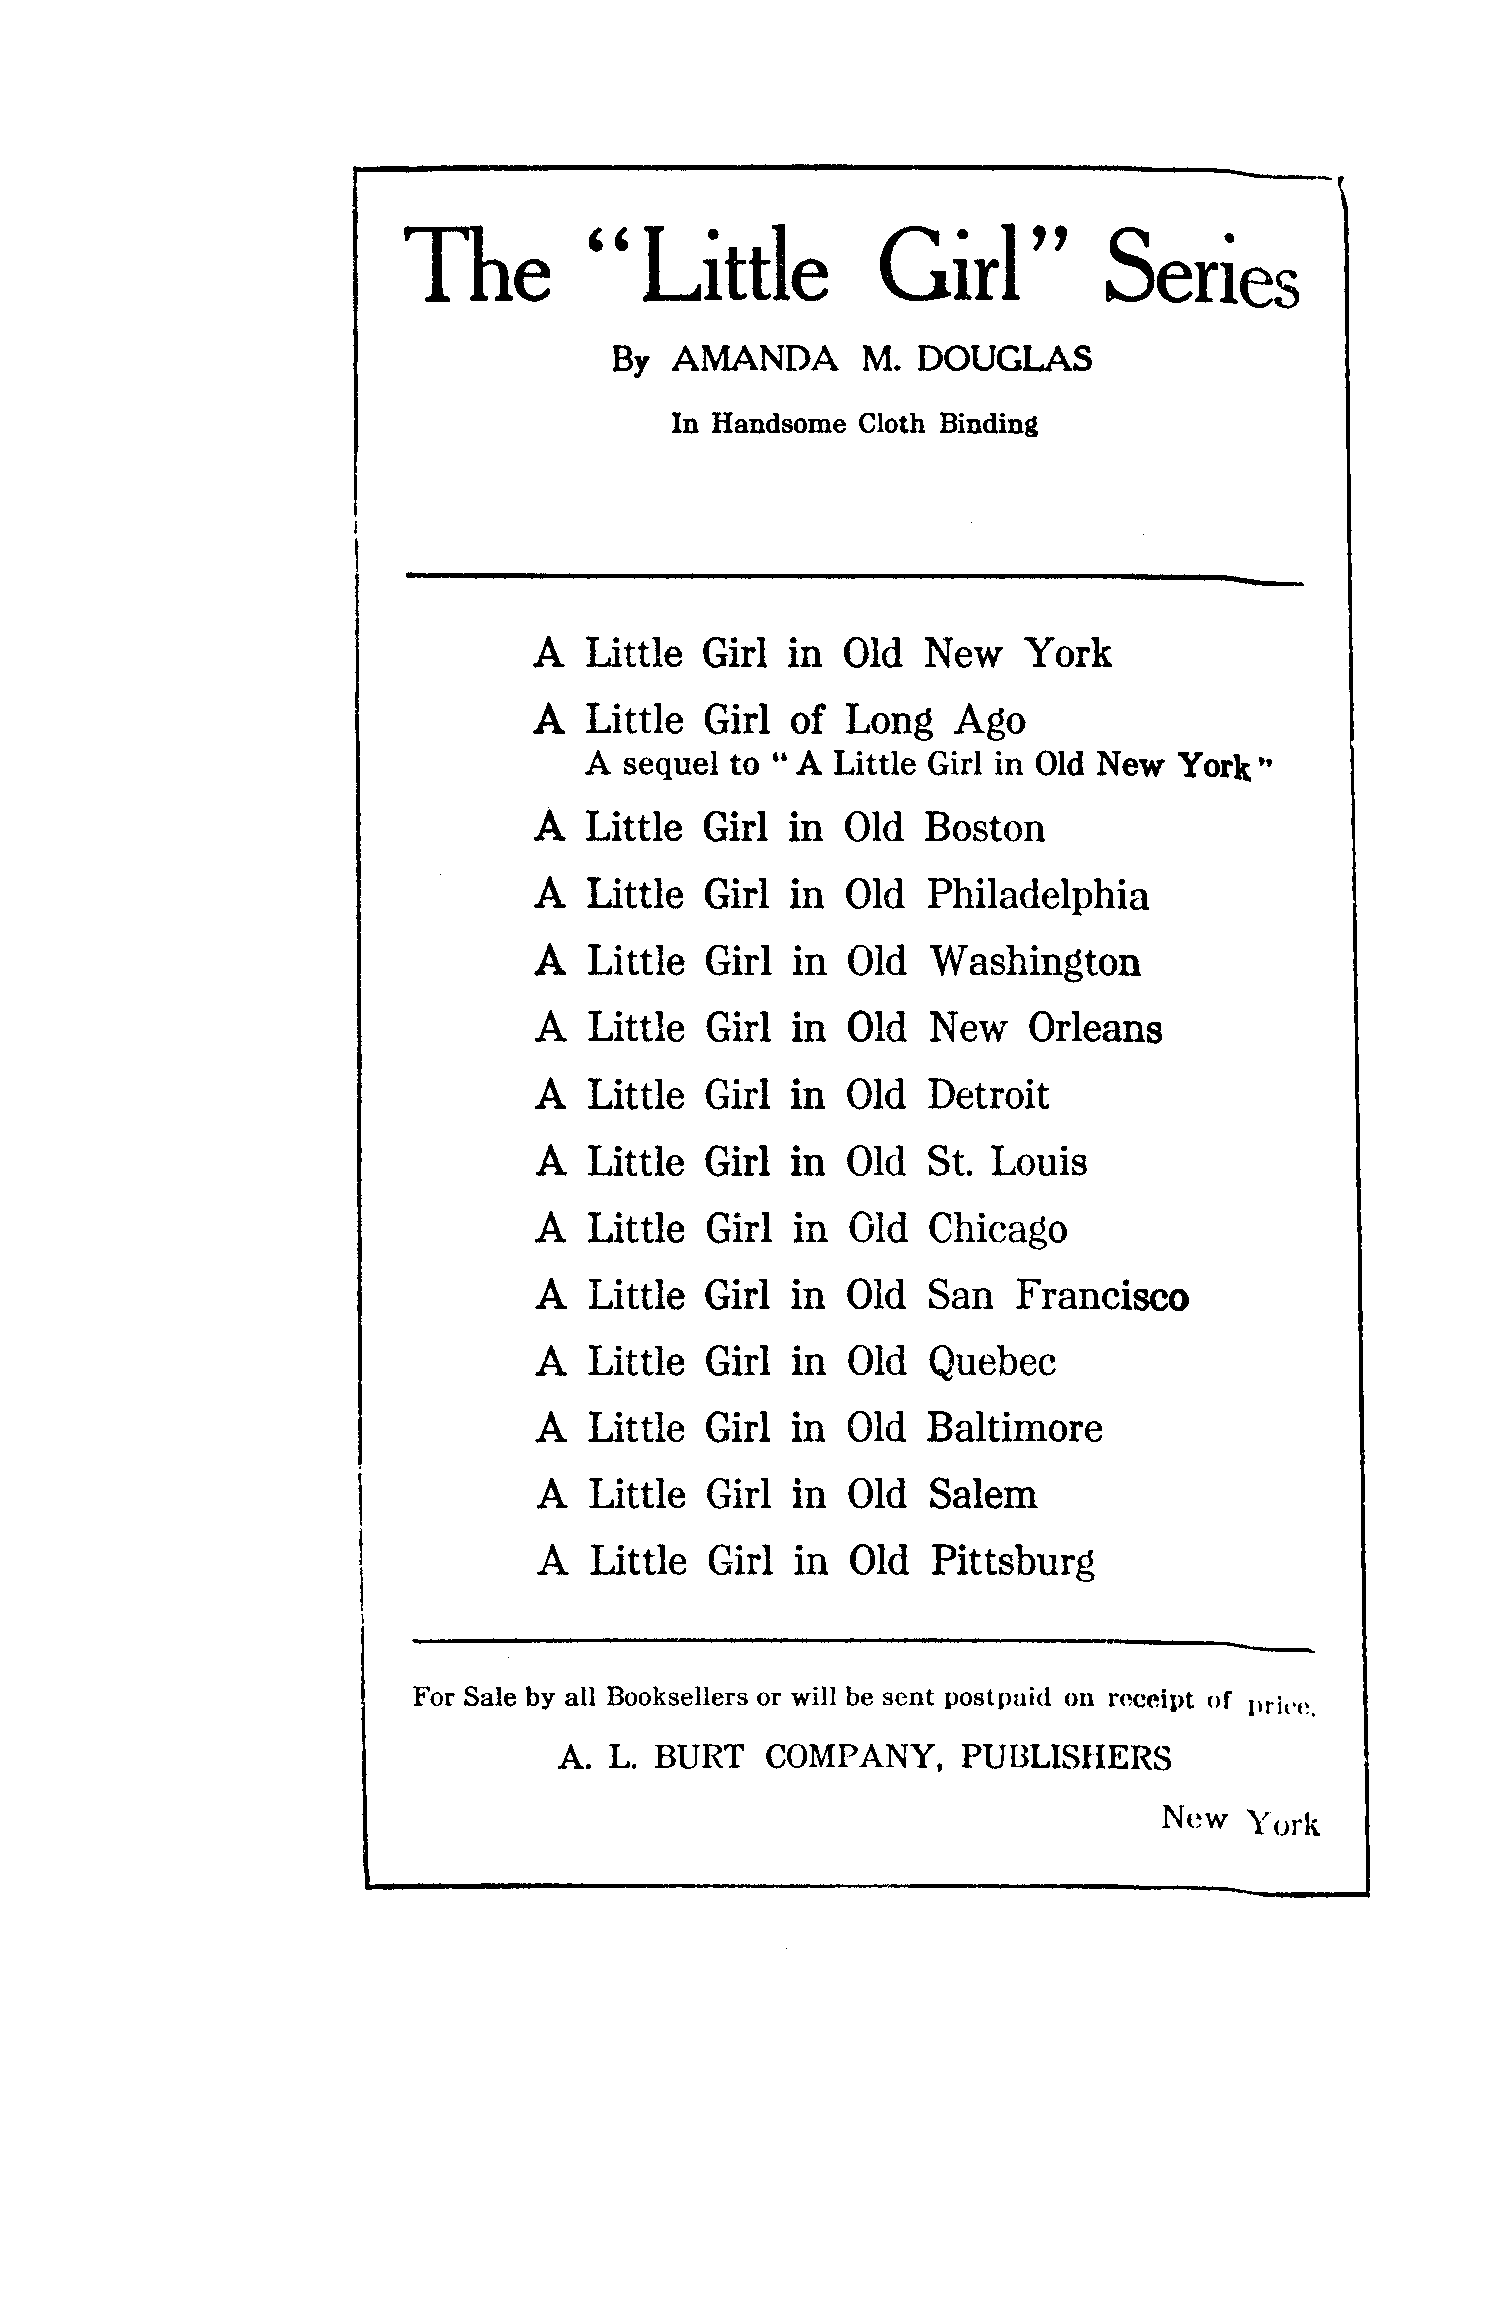 The “Little Girl” Series
By AMANDA M. DOUGLAS
In Handsome Cloth Binding
A Little Girl in Old New York
A Little Girl of Long Ago
A sequel to “A Little Girl in Old New York”
A Little Girl in Old Boston
A Little Girl in Old Philadelphia
A Little Girl in Old Washington
A Little Girl in Old New Orleans
A Little Girl in Old Detroit
A Little Girl in Old St. Louis
A Little Girl in Old Chicago
A Little Girl in Old San Francisco
A Little Girl in Old Quebec
A Little Girl in Old Baltimore
A Little Girl in Old Salem
A Little Girl in Old Pittsburg
For Sale by all Booksellers or will be sent postpaid on receipt of price.
A. L. BURT COMPANY, PUBLISHERS
New York